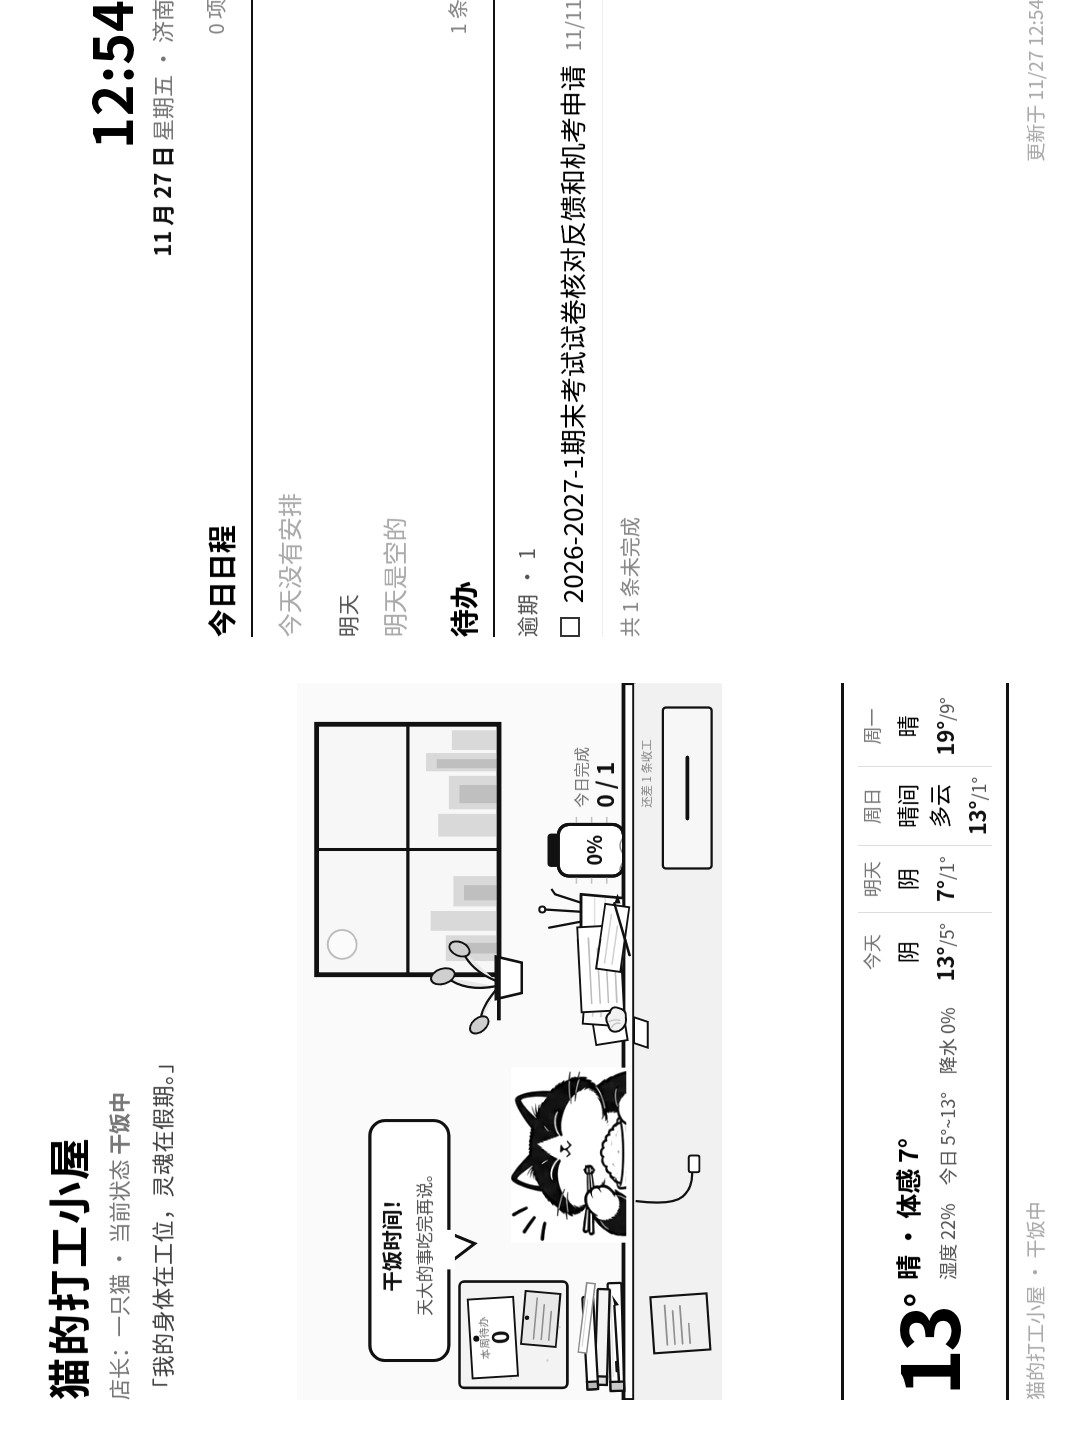 猫的打工小屋
店长：一只猫 · 当前状态 干饭中
「我的身体在工位，灵魂在假期。」
干饭时间！
天大的事吃完再说。
本周待办
0
0%
今日完成
0 / 1
还差 1 条收工
13° 晴 · 体感 7°
湿度 22% 今日 5°~13° 降水 0%
今天
阴
13°/5°
明天
阴
7°/1°
周日
晴间
多云
13°/1°
周一
晴
19°/9°
猫的打工小屋 · 干饭中
12:54
11 月 27 日 星期五 · 济南
今日日程 0 项
今天没有安排
明天
明天是空的
待办 1 条
逾期 · 1
2026-2027-1期末考试试卷核对反馈和机考申请 11/11
共 1 条未完成
更新于 11/27 12:54